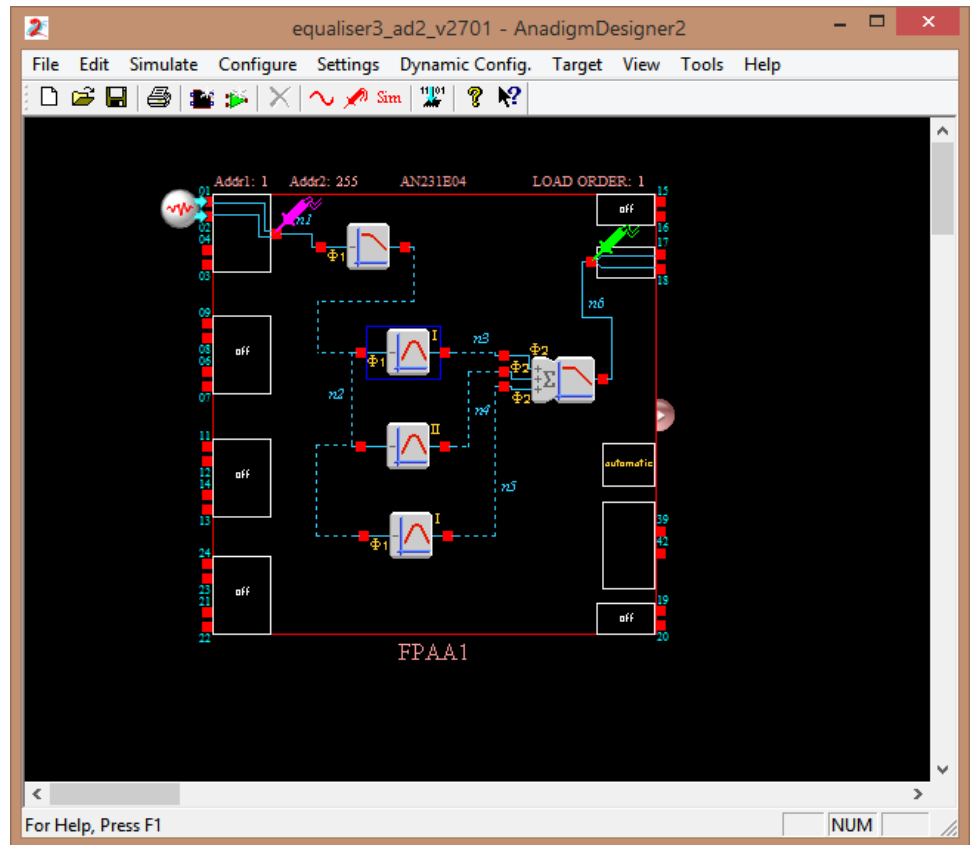 equaliser3_ad2_v2701 - AnadigmDesigner2
File Edit Simulate Configure Settings Dynamic Config. Target View Tools Help
Sim 11101
Addr1: 1 Addr2: 255 AN231E04 LOAD ORDER: 1
01 15
off
n1
02 16
04 17
Φ1
03 18
n6
09
I n3 Φ2
08 off Φ1 Φ2
06 Σ
07 n2 Φ2
n4
11 II
automatic
12 off
14
n5
13 I 39
Φ1 42
24
23 off 19
21 off
22 20
FPAA1
For Help, Press F1 NUM